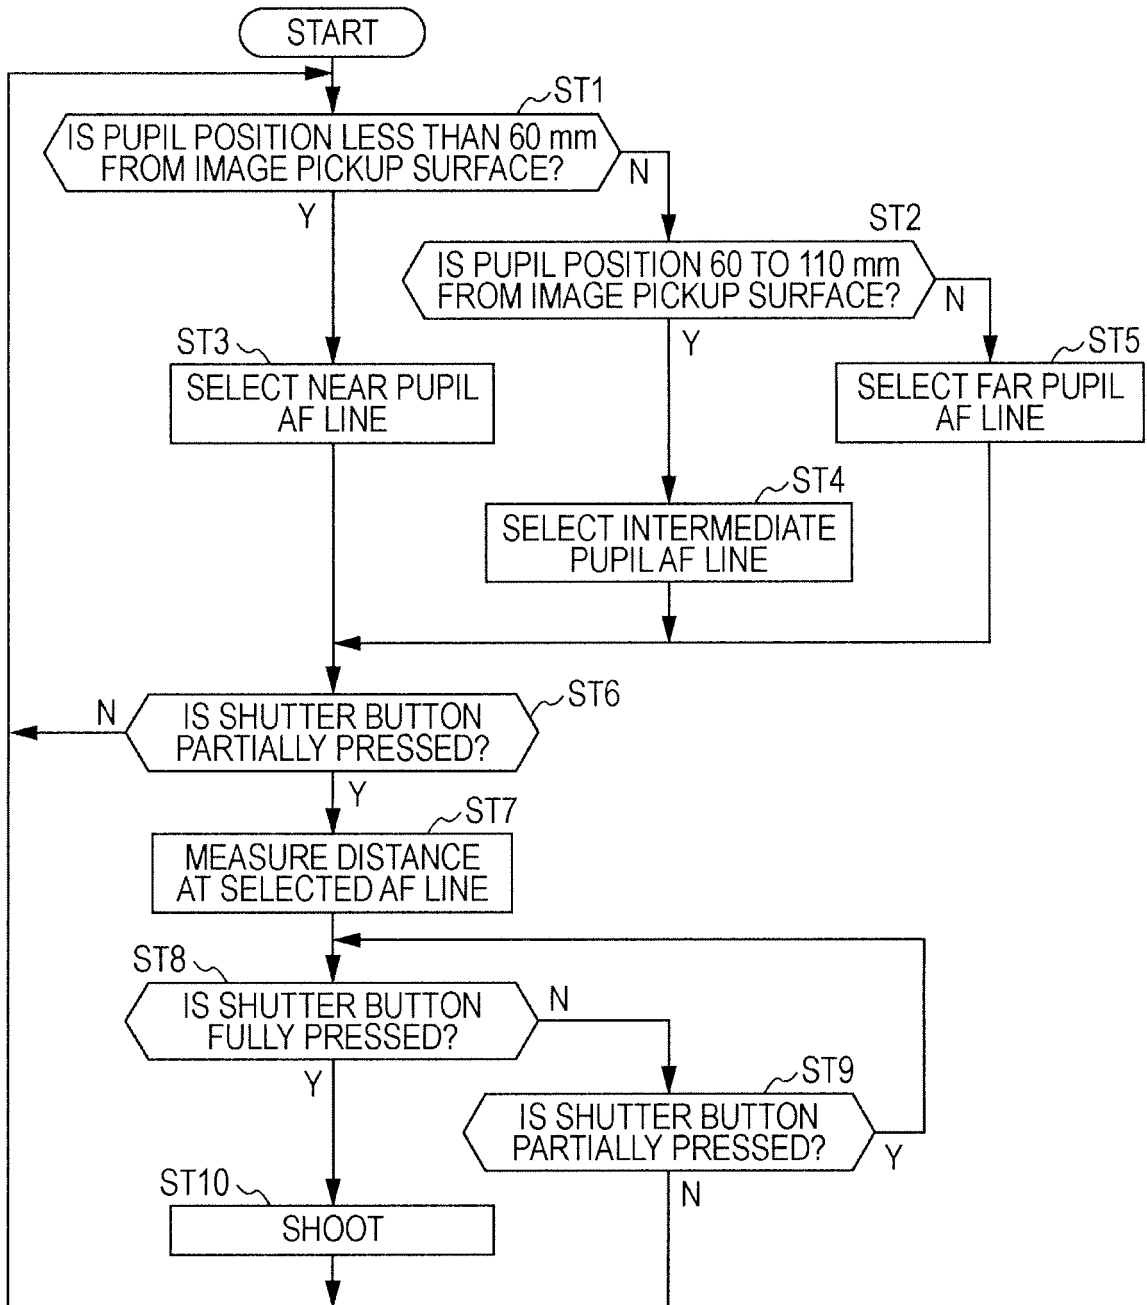 START
ST1
IS PUPIL POSITION LESS THAN 60 mm
FROM IMAGE PICKUP SURFACE?
N
Y
ST2
IS PUPIL POSITION 60 TO 110 mm
FROM IMAGE PICKUP SURFACE?
N
Y
ST3
SELECT NEAR PUPIL
AF LINE
ST5
SELECT FAR PUPIL
AF LINE
ST4
SELECT INTERMEDIATE
PUPIL AF LINE
ST6
N
IS SHUTTER BUTTON
PARTIALLY PRESSED?
Y
ST7
MEASURE DISTANCE
AT SELECTED AF LINE
ST8
IS SHUTTER BUTTON
FULLY PRESSED?
N
Y
ST9
IS SHUTTER BUTTON
PARTIALLY PRESSED?
Y
N
ST10
SHOOT